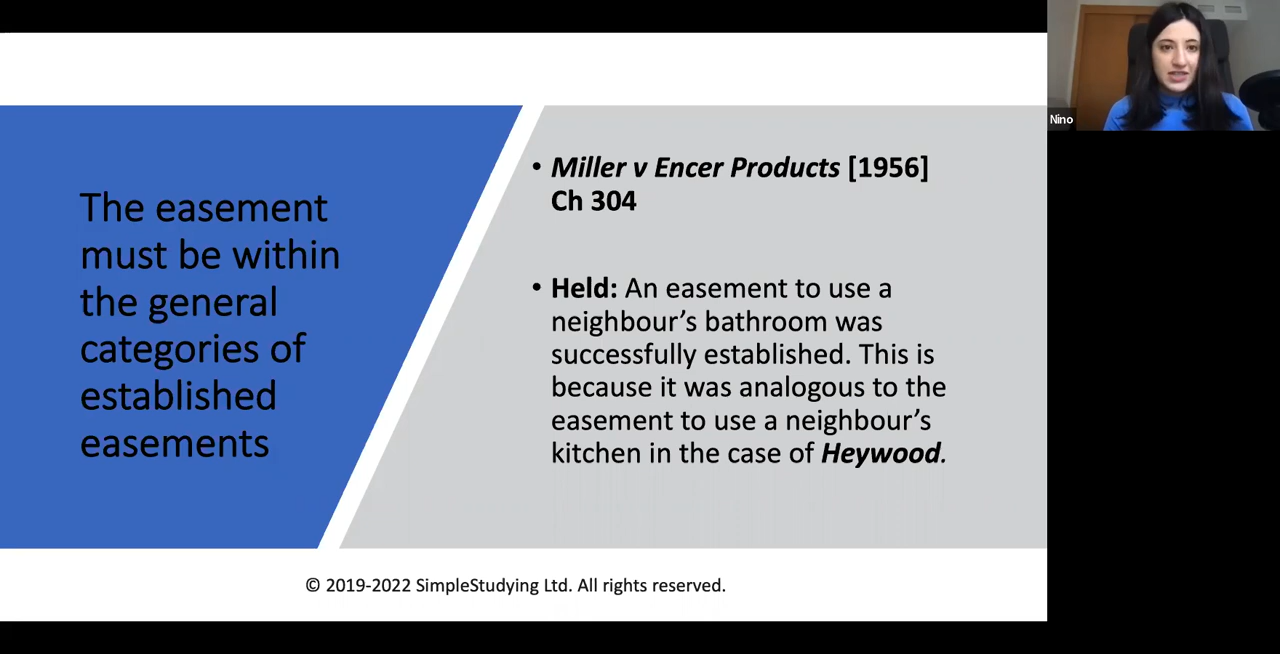 The easement
must be within
the general
categories of
established
easements
• Miller v Encer Products [1956]
Ch 304
• Held: An easement to use a
neighbour’s bathroom was
successfully established. This is
because it was analogous to the
easement to use a neighbour’s
kitchen in the case of Heywood.
© 2019-2022 SimpleStudying Ltd. All rights reserved.
Nino